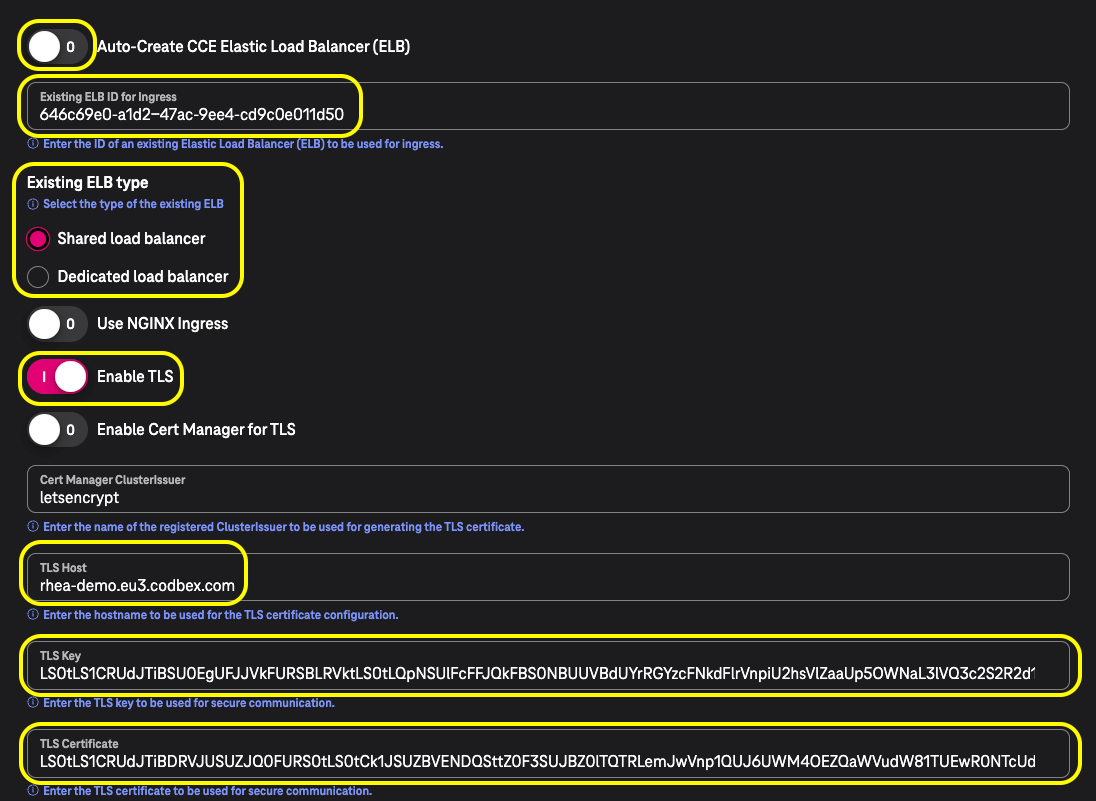 0 Auto-Create CCE Elastic Load Balancer (ELB)
Existing ELB ID for Ingress
646c69e0-a1d2-47ac-9ee4-cd9c0e011d50
Enter the ID of an existing Elastic Load Balancer (ELB) to be used for ingress.
Existing ELB type
Select the type of the existing ELB
Shared load balancer
Dedicated load balancer
0 Use NGINX Ingress
I Enable TLS
0 Enable Cert Manager for TLS
Cert Manager ClusterIssuer
letsencrypt
Enter the name of the registered ClusterIssuer to be used for generating the TLS certificate.
TLS Host
rhea-demo.eu3.codbex.com
Enter the hostname to be used for the TLS certificate configuration.
TLS Key
LS0tLS1CRUdJTiBSU0EgUFJJVkFURSBLRVktLS0tLQpNSUlFcFFJQkFBS0NBUUVBdUYrRGYzcFNkdFlrVnpiU2hsVlZaaUp5OWNaL3lVQ3c2S2R2d1
Enter the TLS key to be used for secure communication.
TLS Certificate
LS0tLS1CRUdJTiBDRVJUSUZJQ0FURS0tLS0tCk1JSUZBVENDQSttZ0F3SUJBZ0lTQTRLemJwVnp1QUJ6UWM4OEZQaWVudW81TUEwR0NTcUd
Enter the TLS certificate to be used for secure communication.